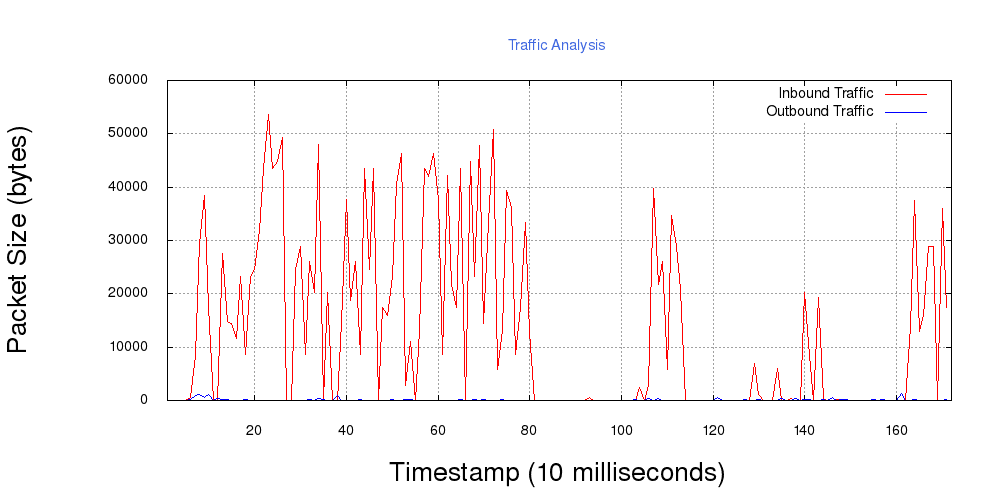 Traffic Analysis
Inbound Traffic
Outbound Traffic
60000
50000
40000
30000
20000
10000
0
20 40 60 80 100 120 140 160
Packet Size (bytes)
Timestamp (10 milliseconds)